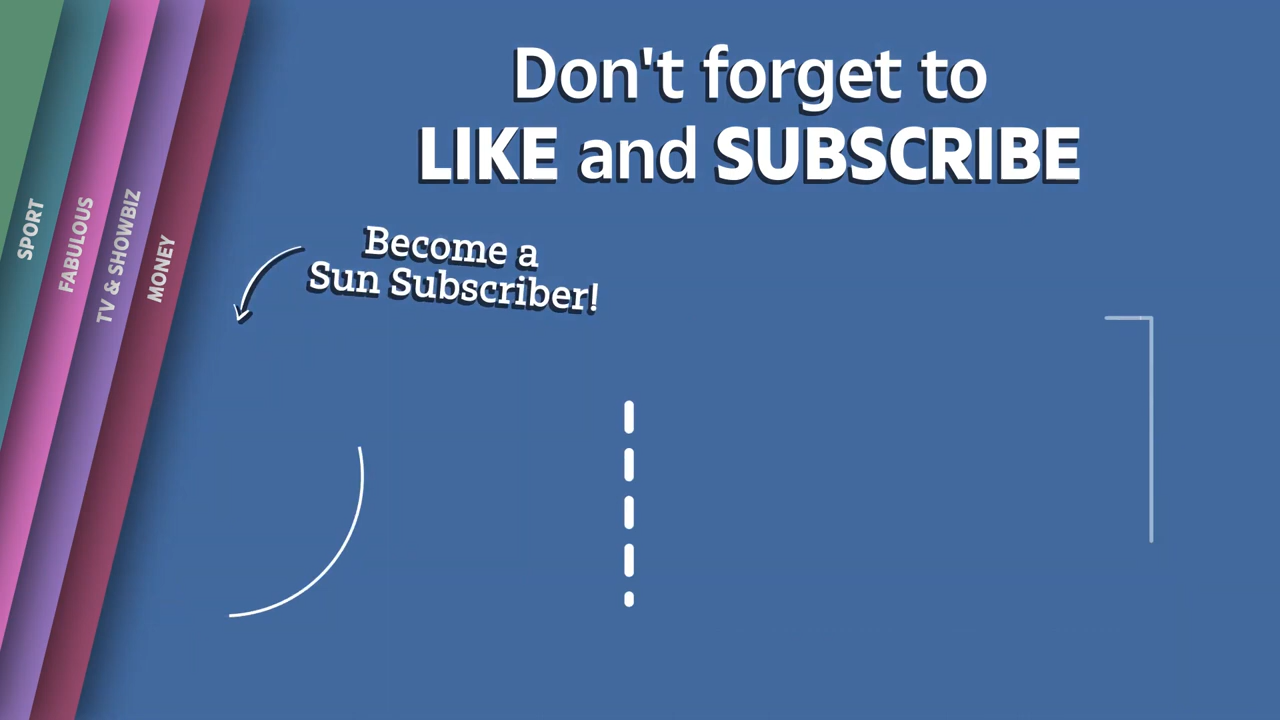 Don't forget to
LIKE and SUBSCRIBE
Become a
Sun Subscriber!
SPORT
FABULOUS
TV & SHOWBIZ
MONEY